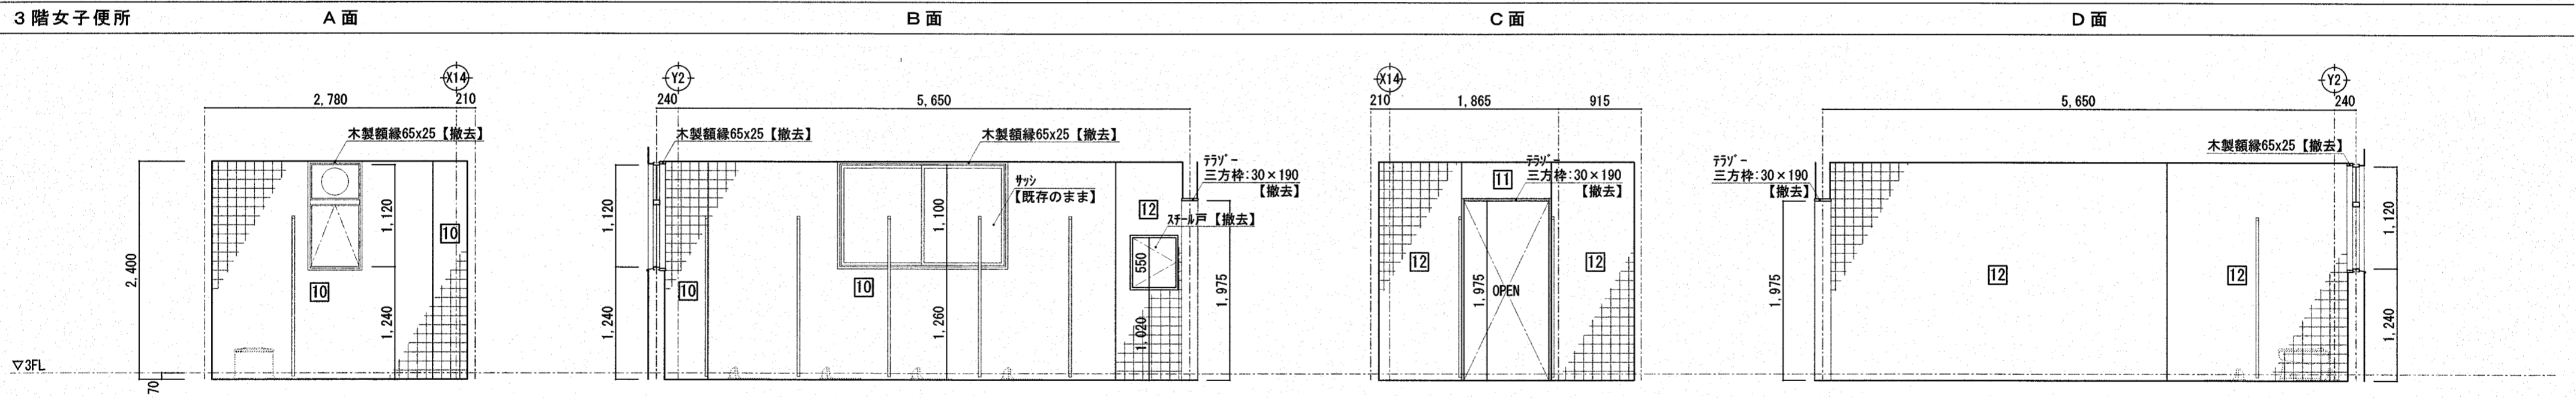 3階女子便所
A面
B面
C面
D面
X14
2,780
210
木製額縁65x25【撤去】
2,400
1,120
1,240
10
10
▽3FL
70
Y2
240
5,650
木製額縁65x25【撤去】
木製額縁65x25【撤去】
ｻｯｼ
【既存のまま】
ﾃﾗｿﾞｰ
三方枠:30×190
【撤去】
12
ｽﾁｰﾙ戸【撤去】
1,120
1,240
10
10
1,100
1,260
550
1,020
1,975
X14
210
1,865
915
ﾃﾗｿﾞｰ
三方枠:30×190
【撤去】
11
12
12
1,975
OPEN
Y2
5,650
240
木製額縁65x25【撤去】
ﾃﾗｿﾞｰ
三方枠:30×190
【撤去】
1,975
12
12
1,120
1,240